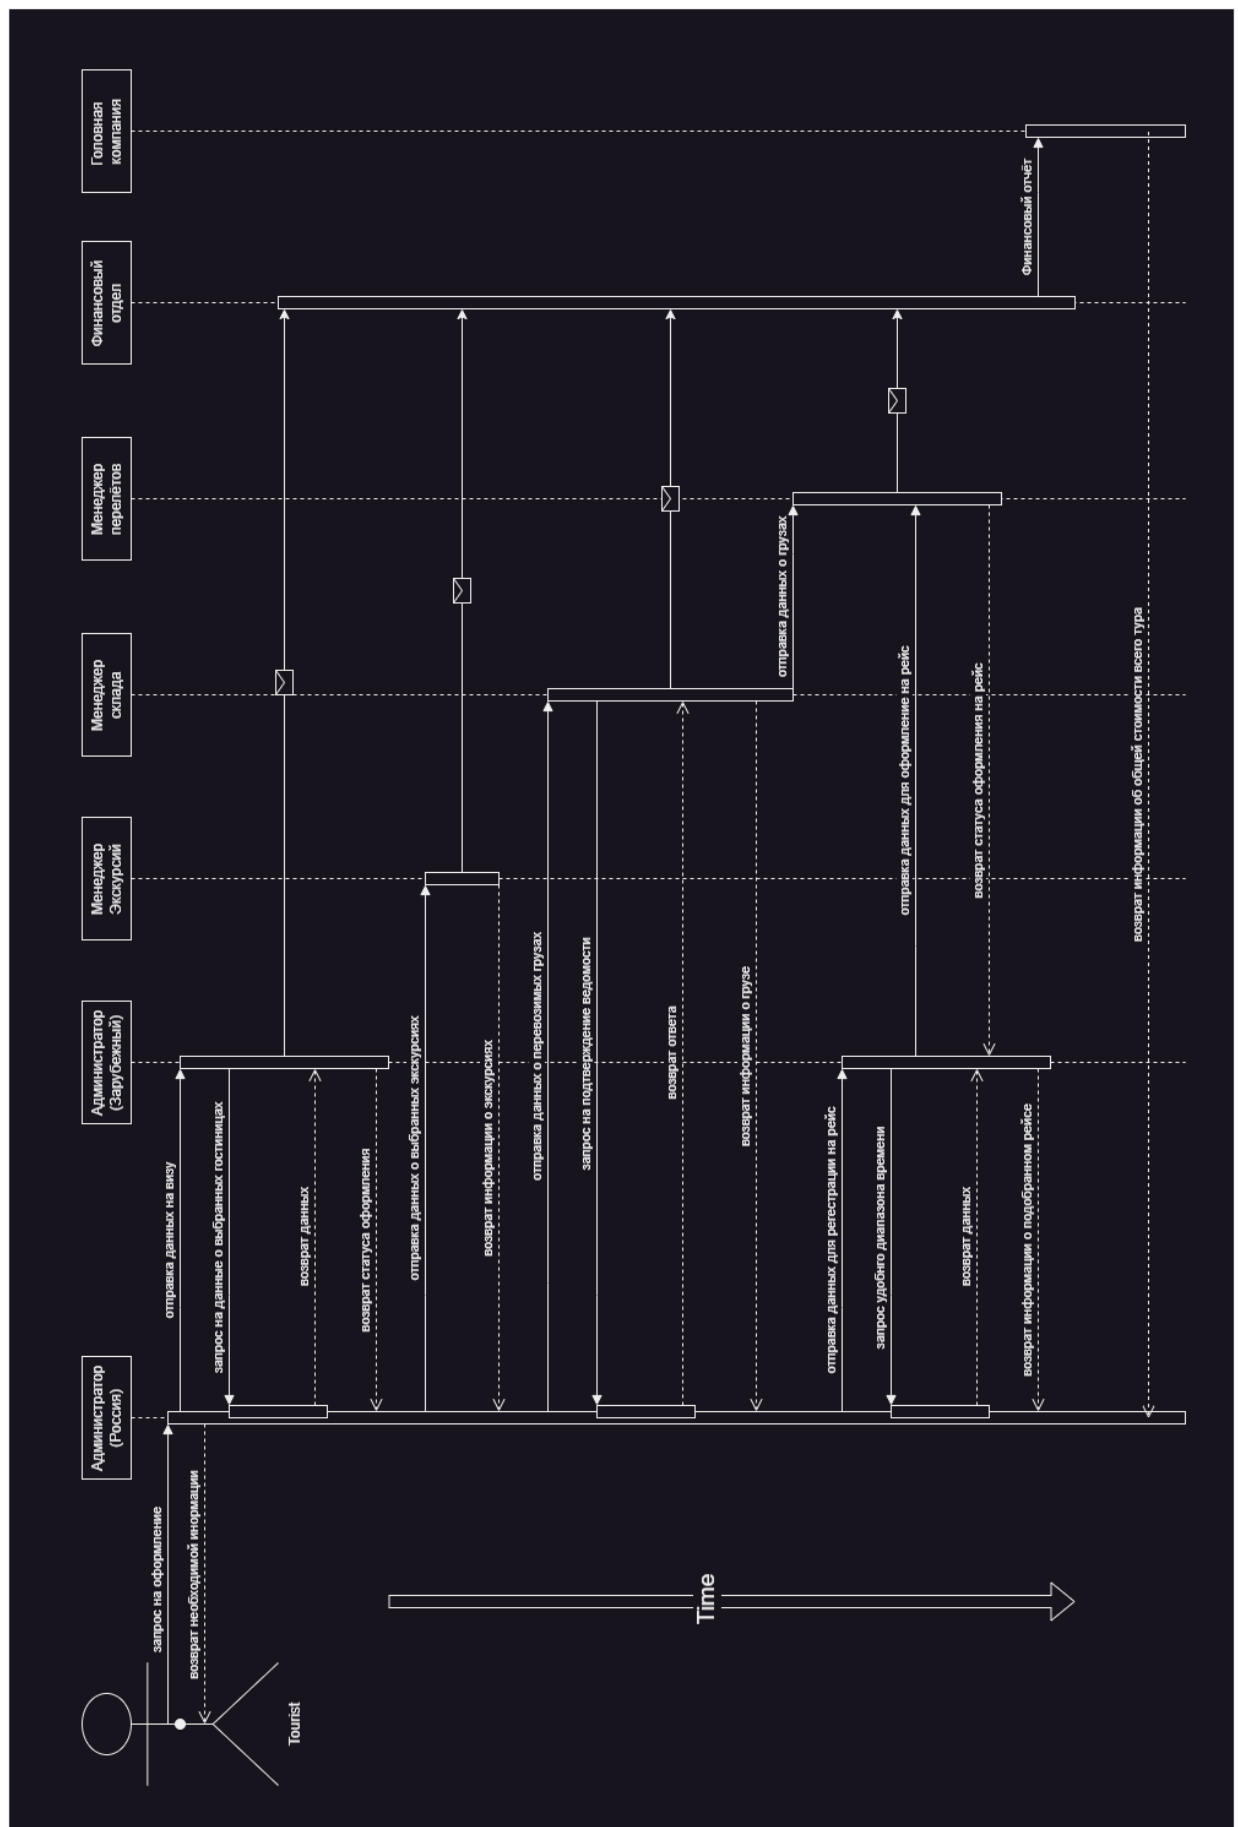 Tourist
Администратор
(Россия)
Администратор
(Зарубежный)
Менеджер
Экскурсий
Менеджер
склада
Менеджер
перелётов
Финансовый
отдел
Головная
компания
запрос на оформление
возврат необходимой инормации
отправка данных на визу
запрос на данные о выбранных гостиницах
возврат данных
возврат статуса оформления
отправка данных о выбранных экскурсиях
возврат информации о экскурсиях
отправка данных о перевозимых грузах
запрос на подтверждение ведомости
возврат ответа
возврат информации о грузе
отправка данных о грузах
отправка данных для регестрации на рейс
запрос удобнго диапазона времени
отправка данных для оформление на рейс
возврат данных
возврат статуса оформления на рейс
возврат информации о подобранном рейсе
Финансовый отчёт
возврат информации об общей стоимости всего тура
Time